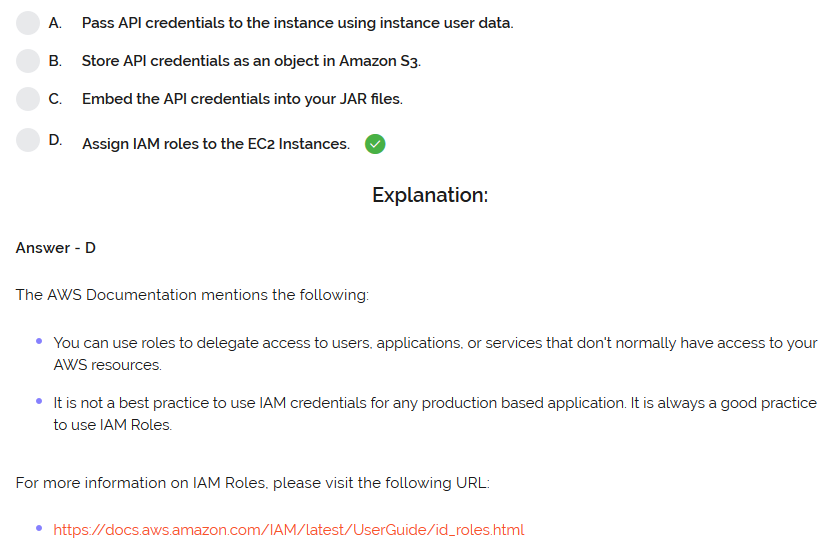 A. Pass API credentials to the instance using instance user data.
B. Store API credentials as an object in Amazon S3.
C. Embed the API credentials into your JAR files.
D. Assign IAM roles to the EC2 Instances.
Explanation:
Answer - D
The AWS Documentation mentions the following:
You can use roles to delegate access to users, applications, or services that don't normally have access to your
AWS resources.
It is not a best practice to use IAM credentials for any production based application. It is always a good practice
to use IAM Roles.
For more information on IAM Roles, please visit the following URL:
https://docs.aws.amazon.com/IAM/latest/UserGuide/id_roles.html